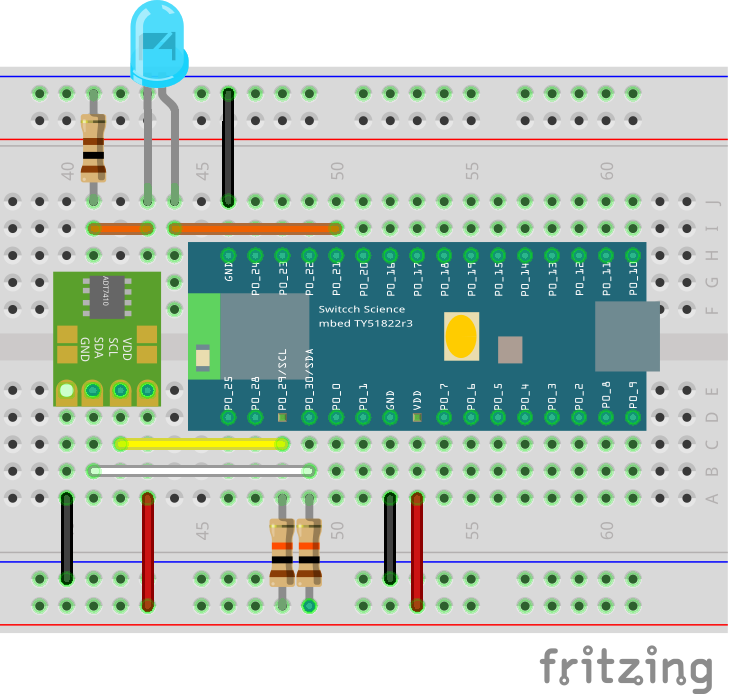 40 45 50 55 60
J
I
H
G
F
GND P0_24 P0_23 P0_22 P0_21 P0_20 P0_16 P0_17 P0_18 P0_19 P0_15 P0_14 P0_13 P0_12 P0_11 P0_10
ADT7410
Switcch Science
mbed TY51822r3
GND SDA SCL VDD
P0_25 P0_28 P0_29/SCL P0_30/SDA P0_0 P0_1 GND VDD P0_7 P0_6 P0_5 P0_4 P0_3 P0_2 P0_8 P0_9
E
D
C
B
A
45 50 55 60
fritzing